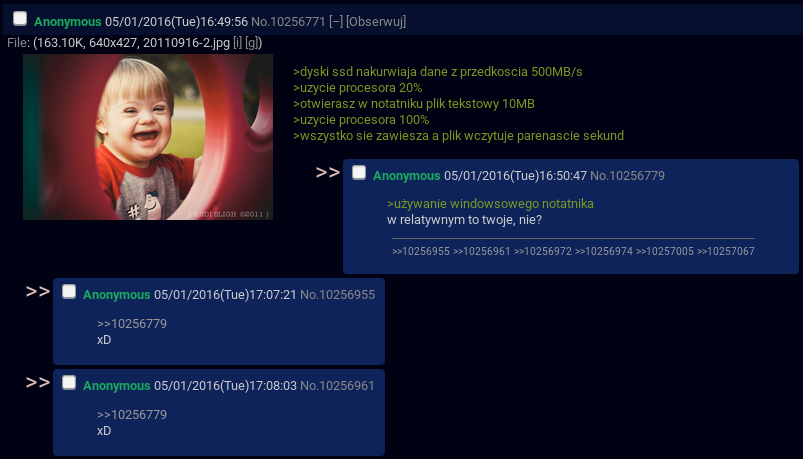 Anonymous 05/01/2016(Tue)16:49:56 No.10256771 [–] [Obserwuj]
File: (163.10K, 640x427, 20110916-2.jpg [i] [g])
>dyski ssd nakurwiaja dane z przedkoscia 500MB/s
>uzycie procesora 20%
>otwierasz w notatniku plik tekstowy 10MB
>uzycie procesora 100%
>wszystko sie zawiesza a plik wczytuje parenascie sekund
{ ANDISLIGH ©2011 }
>> Anonymous 05/01/2016(Tue)16:50:47 No.10256779
>używanie windowsowego notatnika
w relatywnym to twoje, nie?
>>10256955 >>10256961 >>10256972 >>10256974 >>10257005 >>10257067
>> Anonymous 05/01/2016(Tue)17:07:21 No.10256955
>>10256779
xD
>> Anonymous 05/01/2016(Tue)17:08:03 No.10256961
>>10256779
xD